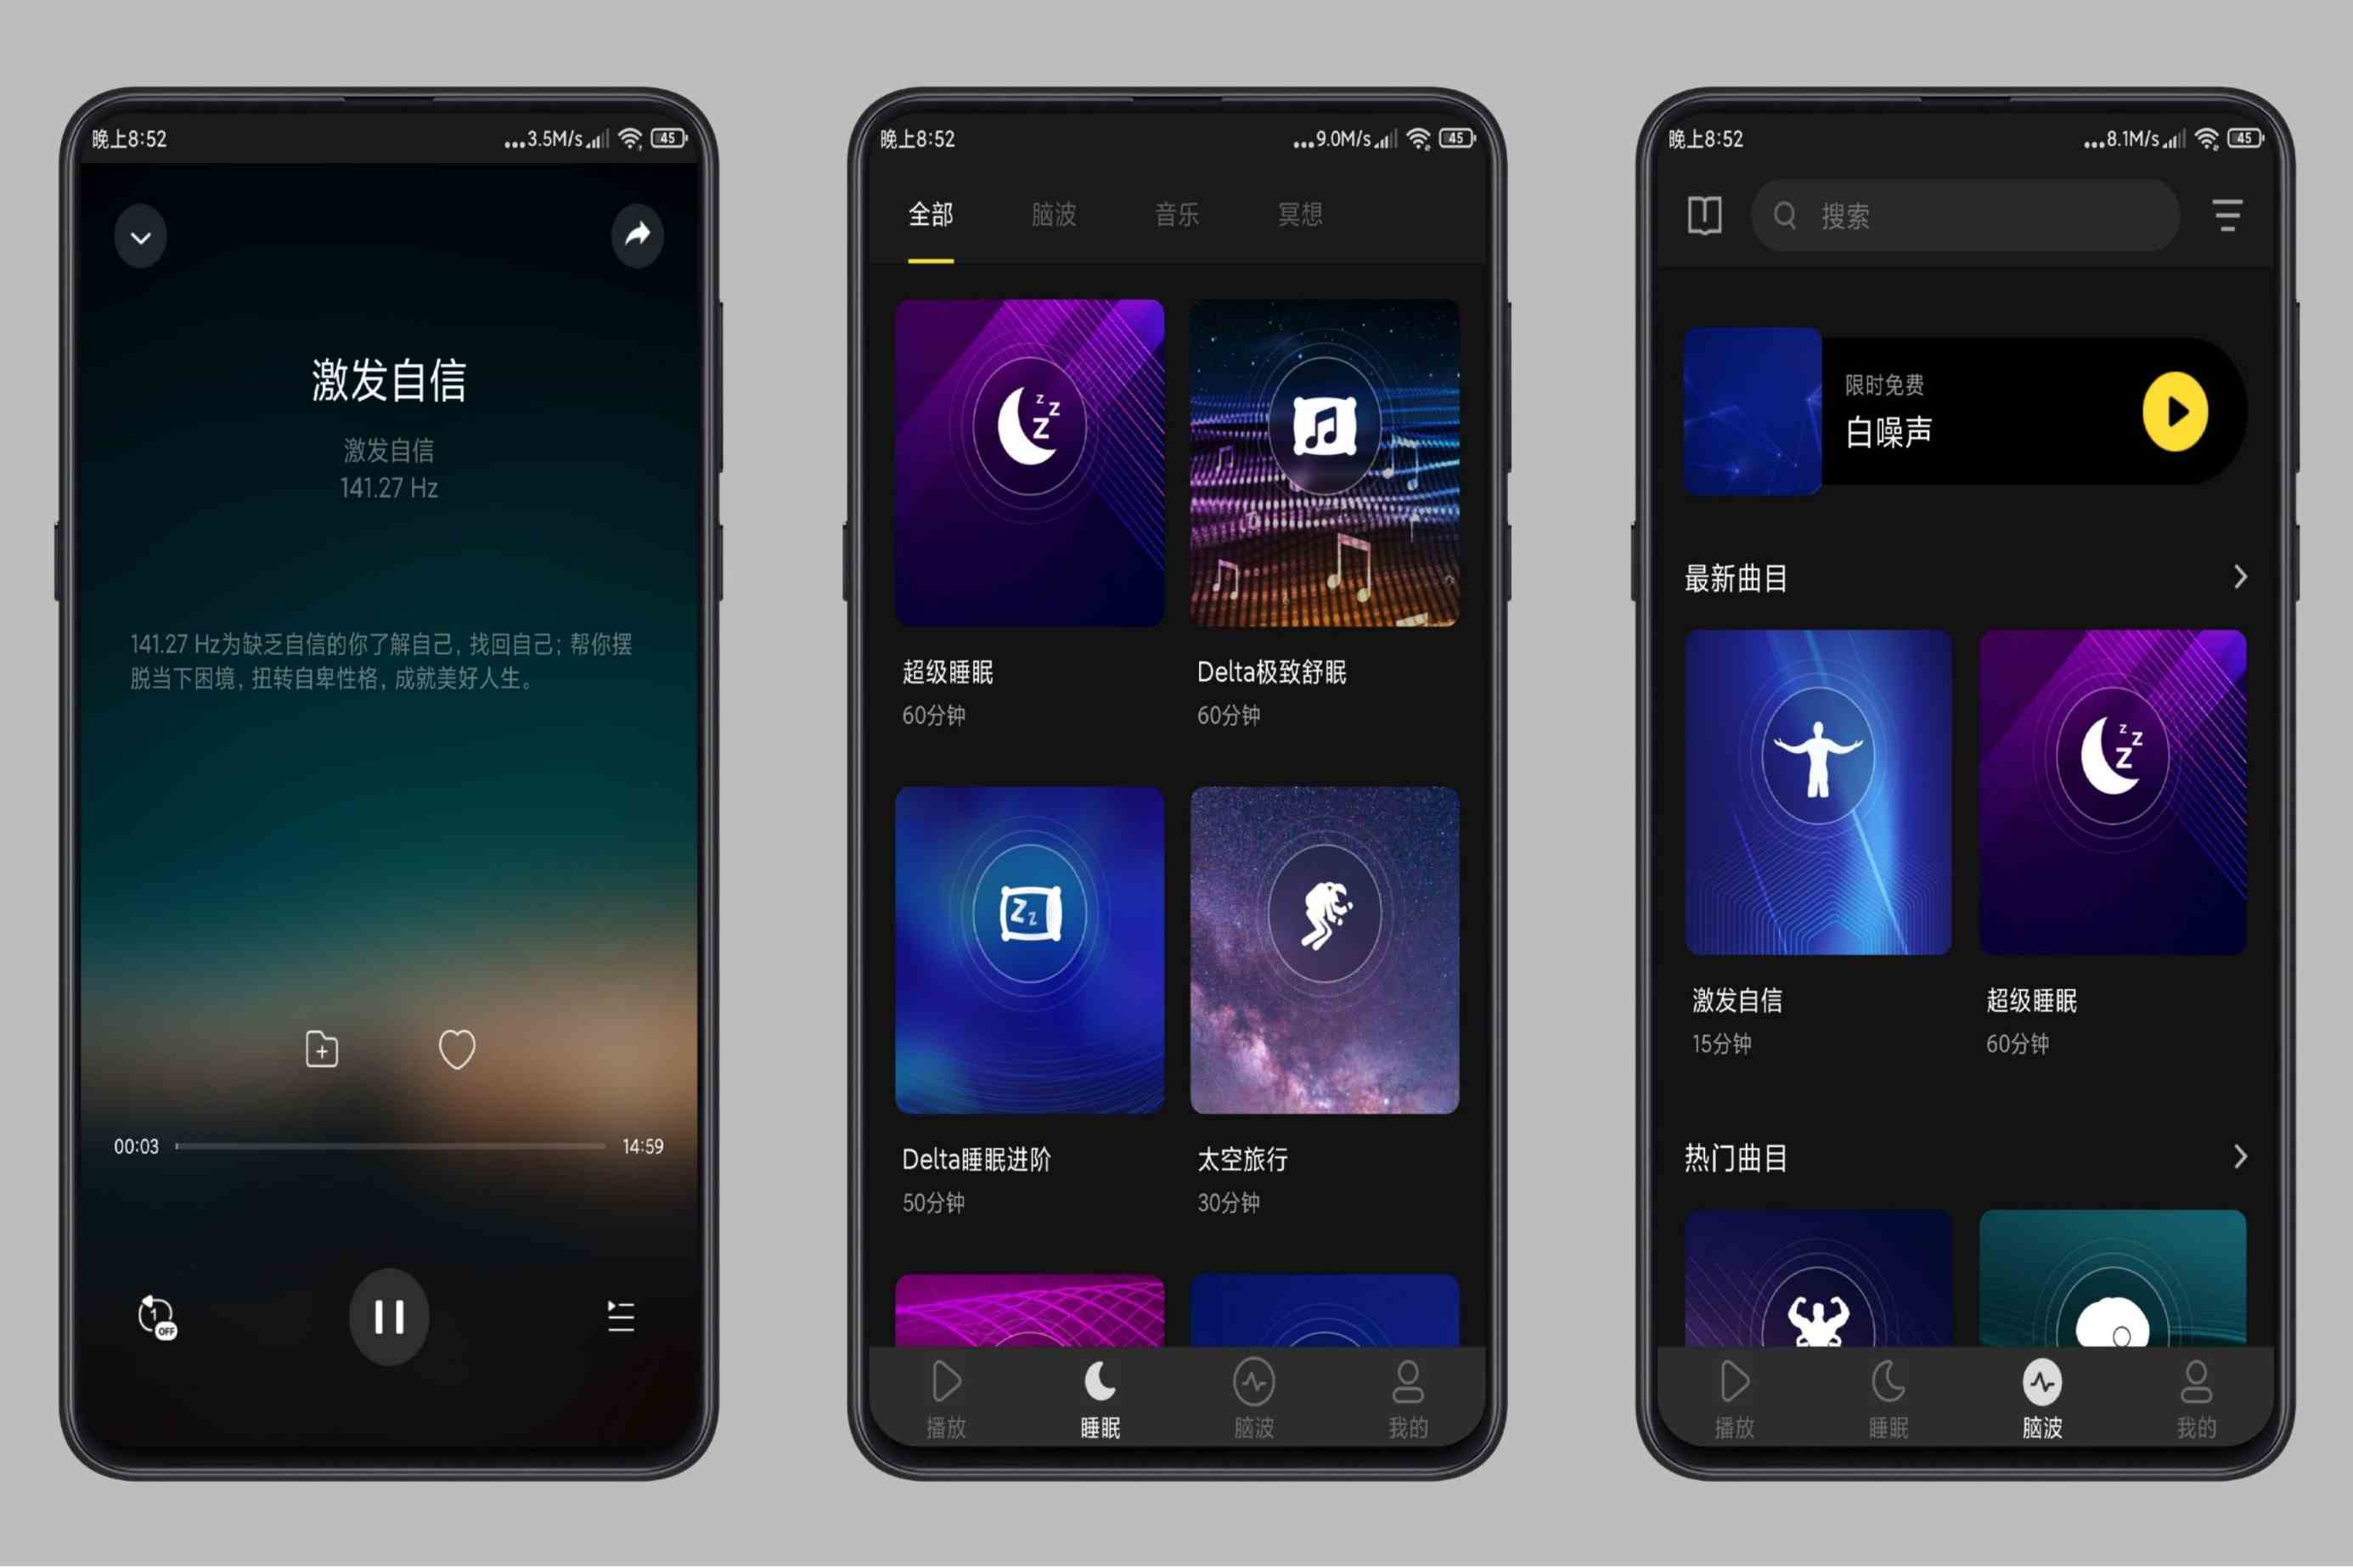 晚上8:52
...3.5M/s
45
激发自信
激发自信
141.27 Hz
141.27 Hz为缺乏自信的你了解自己，找回自己；帮你摆
脱当下困境，扭转自卑性格，成就美好人生。
00:03
14:59
1
OFF
晚上8:52
...9.0M/s
45
全部
脑波
音乐
冥想
z
z
z
超级睡眠
60分钟
Delta极致舒眠
60分钟
Z
z
Delta睡眠进阶
50分钟
太空旅行
30分钟
播放
睡眠
脑波
我的
晚上8:52
...8.1M/s
45
搜索
限时免费
白噪声
最新曲目
激发自信
15分钟
z
z
z
超级睡眠
60分钟
热门曲目
播放
睡眠
脑波
我的